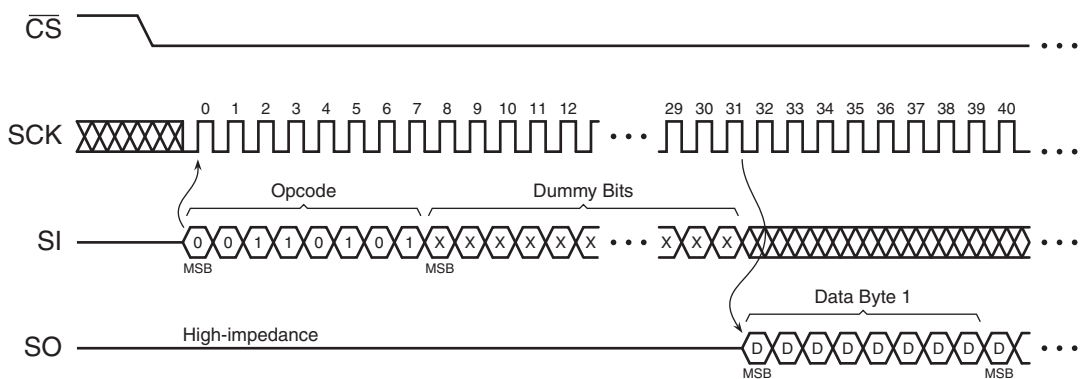 CS
SCK
0 1 2 3 4 5 6 7 8 9 10 11 12 29 30 31 32 33 34 35 36 37 38 39 40
Opcode Dummy Bits
SI
0 0 1 1 0 1 0 1 X X X X X X X X X
MSB MSB
Data Byte 1
High-impedance
SO
D D D D D D D D D
MSB MSB